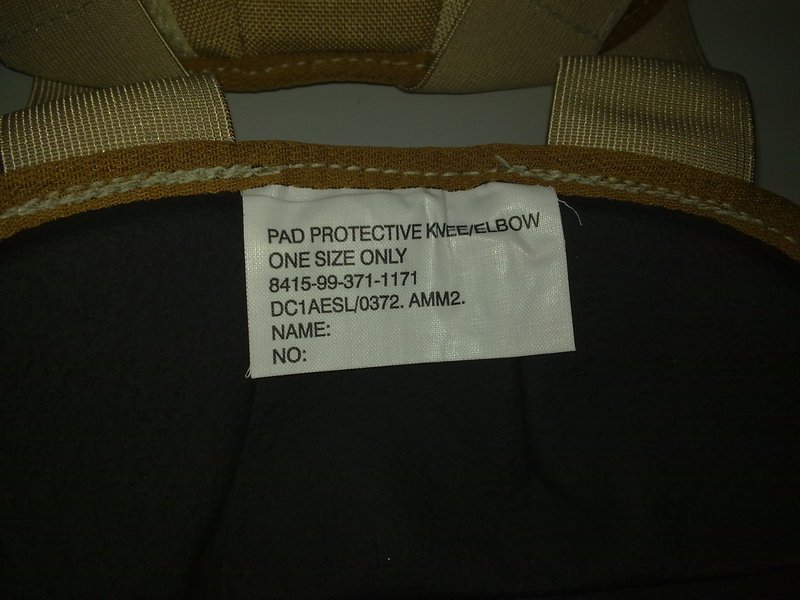 PAD PROTECTIVE KNEE/ELBOW
ONE SIZE ONLY
8415-99-371-1171
DC1AESL/0372. AMM2.
NAME:
NO: